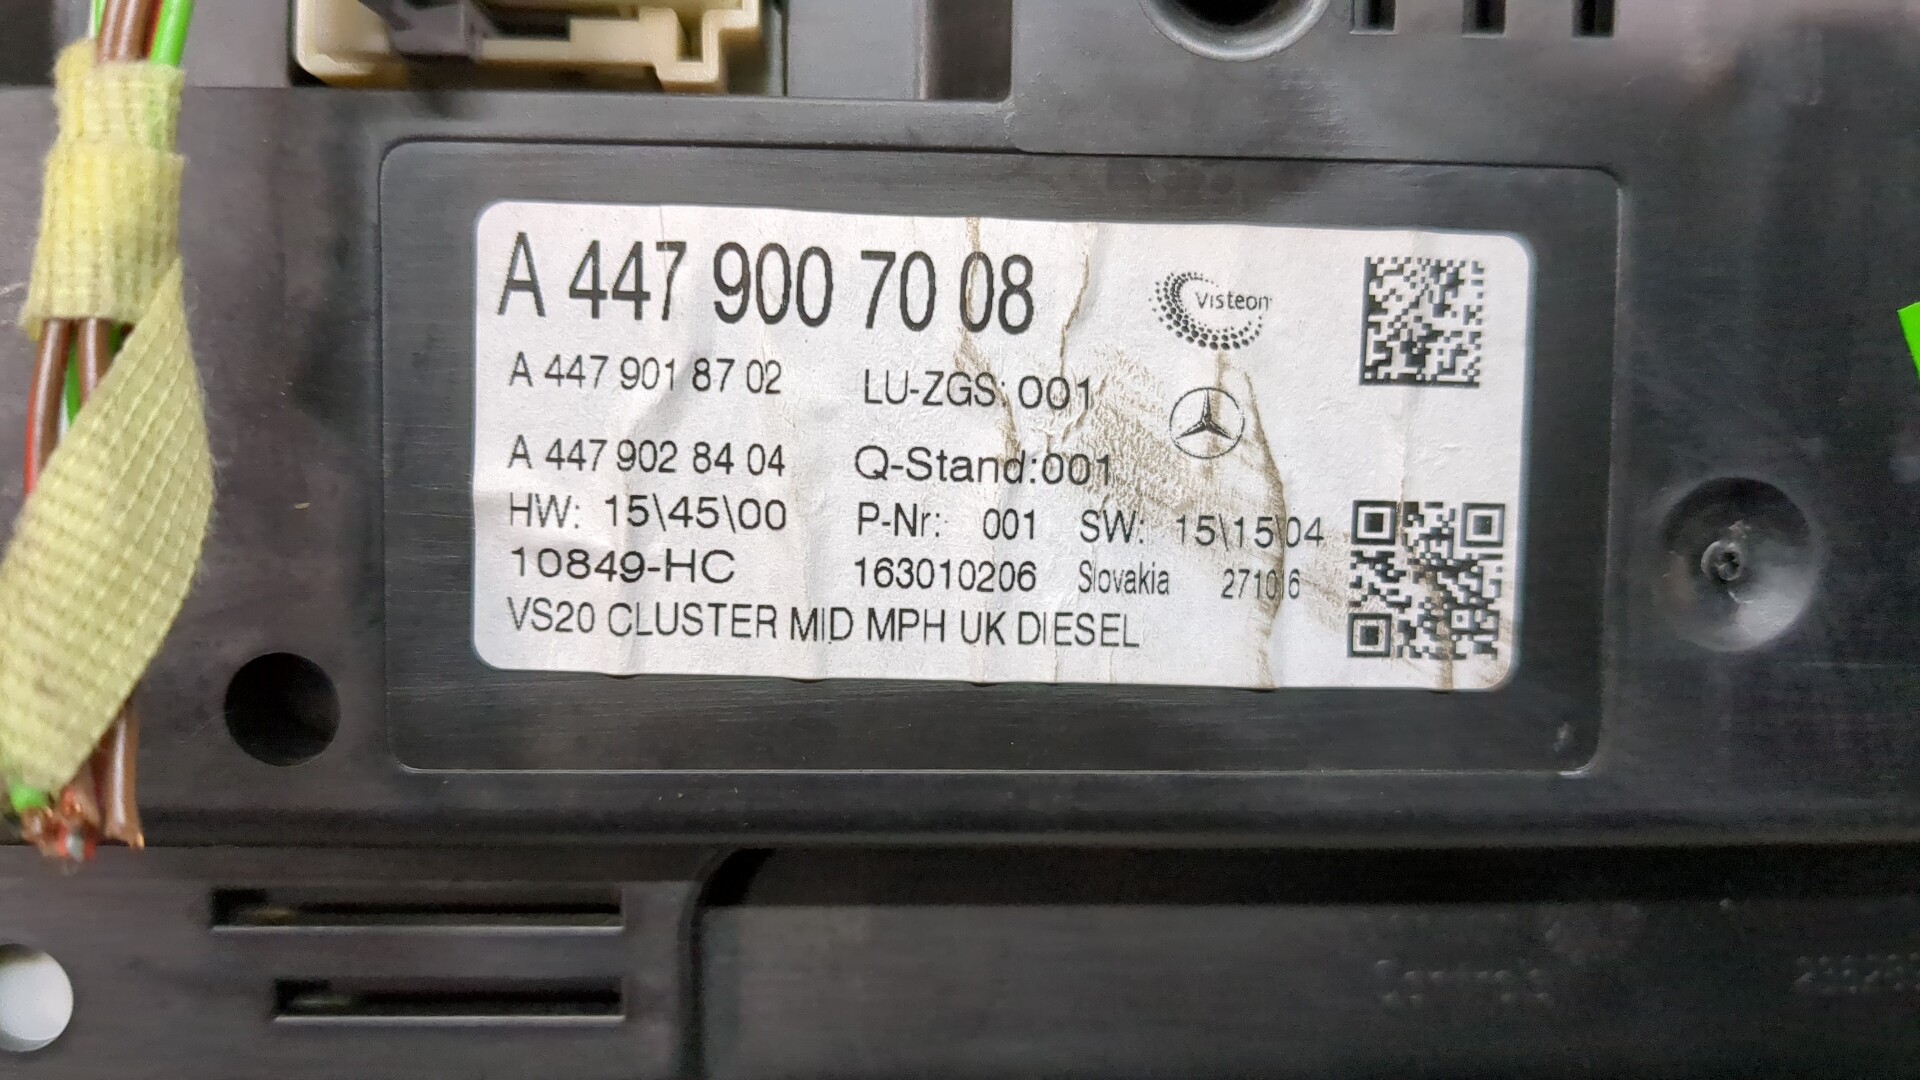 A 447 900 70 08
Visteon
A 447 901 87 02 LU-ZGS: 001
A 447 902 84 04 Q-Stand:001
HW: 15\45\00 P-Nr: 001 SW: 15\15\04
10849-HC 163010206 Slovakia 27106
VS20 CLUSTER MID MPH UK DIESEL